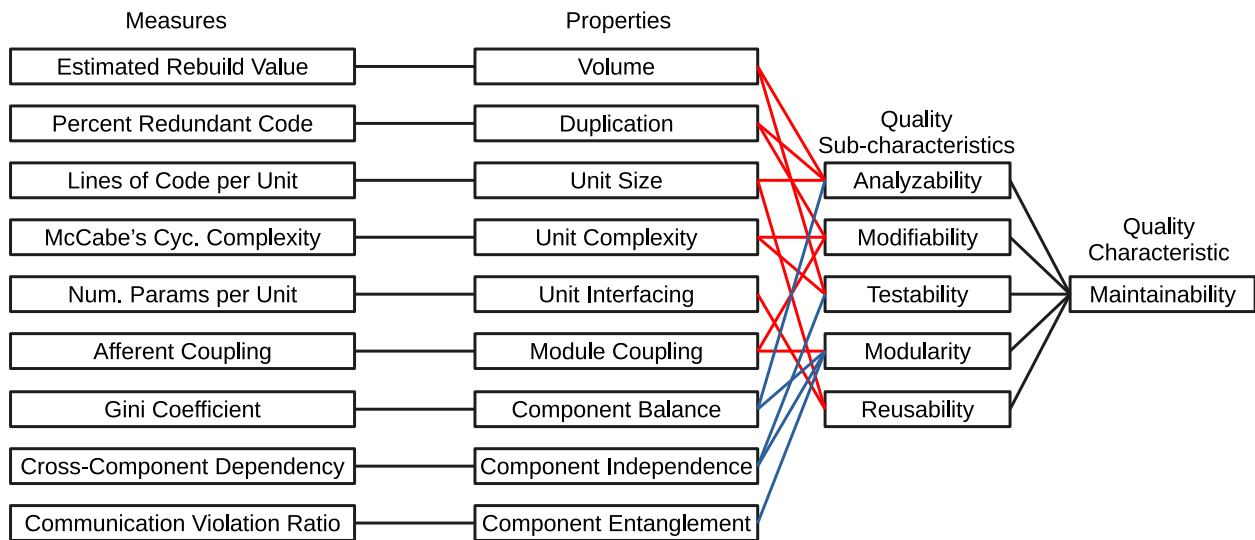 Measures
Properties
Estimated Rebuild Value
Volume
Percent Redundant Code
Duplication
Quality
Sub-characteristics
Lines of Code per Unit
Unit Size
Analyzability
McCabe's Cyc. Complexity
Unit Complexity
Modifiability
Quality
Characteristic
Num. Params per Unit
Unit Interfacing
Testability
Maintainability
Afferent Coupling
Module Coupling
Modularity
Gini Coefficient
Component Balance
Reusability
Cross-Component Dependency
Component Independence
Communication Violation Ratio
Component Entanglement